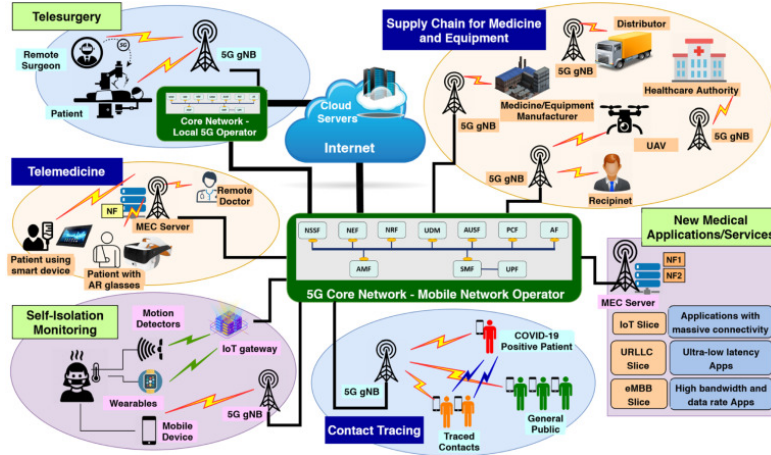 Telesurgery
Remote
Surgeon
5G
5G gNB
Patient
Core Network -
Local 5G Operator
Cloud
Servers
Internet
Supply Chain for Medicine
and Equipment
Distributor
5G gNB
Healthcare Authority
Medicine/Equipment
Manufacturer
5G gNB
UAV
5G gNB
5G gNB
Recipinet
Telemedicine
NF
Remote
Doctor
MEC Server
Patient using
smart device
Patient with
AR glasses
NSSF
NEF
NRF
UDM
AUSF
PCF
AF
AMF
SMF
UPF
5G Core Network - Mobile Network Operator
New Medical
Applications/Services
NF1
NF2
MEC Server
IoT Slice
Applications with
massive connectivity
URLLC
Slice
Ultra-low latency
Apps
eMBB
Slice
High bandwidth and
data rate Apps
Self-Isolation
Monitoring
Motion
Detectors
IoT gateway
Wearables
Mobile
Device
5G gNB
COVID-19
Positive Patient
5G gNB
Traced
Contacts
General
Public
Contact Tracing